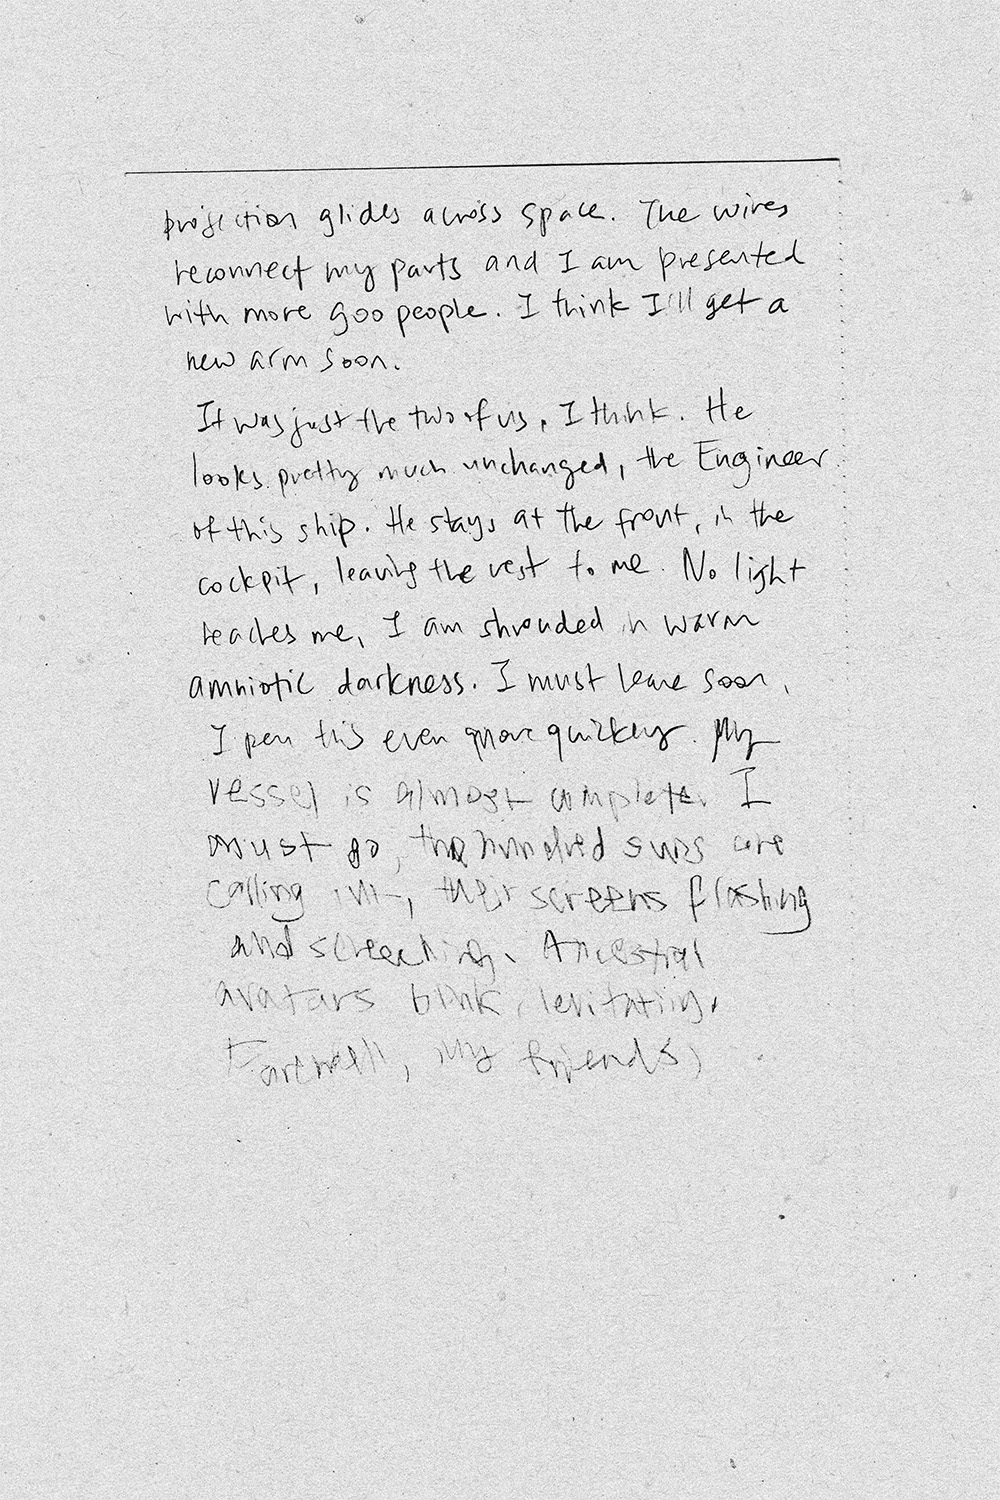 projection glides across space. The wires
reconnect my parts and I am presented
with more goo people. I think I'll get a
new arm soon.
It was just the two of us, I think. He
looks pretty much unchanged, the Engineer
of this ship. He stays at the front, in the
cockpit, leaving the rest to me. No light
reaches me, I am shrouded in warm
amniotic darkness. I must leave soon,
I pen this even more quickly. My
vessel is almost complete. I
must go, the hundred suns are
calling me, their screens flashing
and screeching. Ancestral
avatars blink, levitating.
Farewell, my friends,